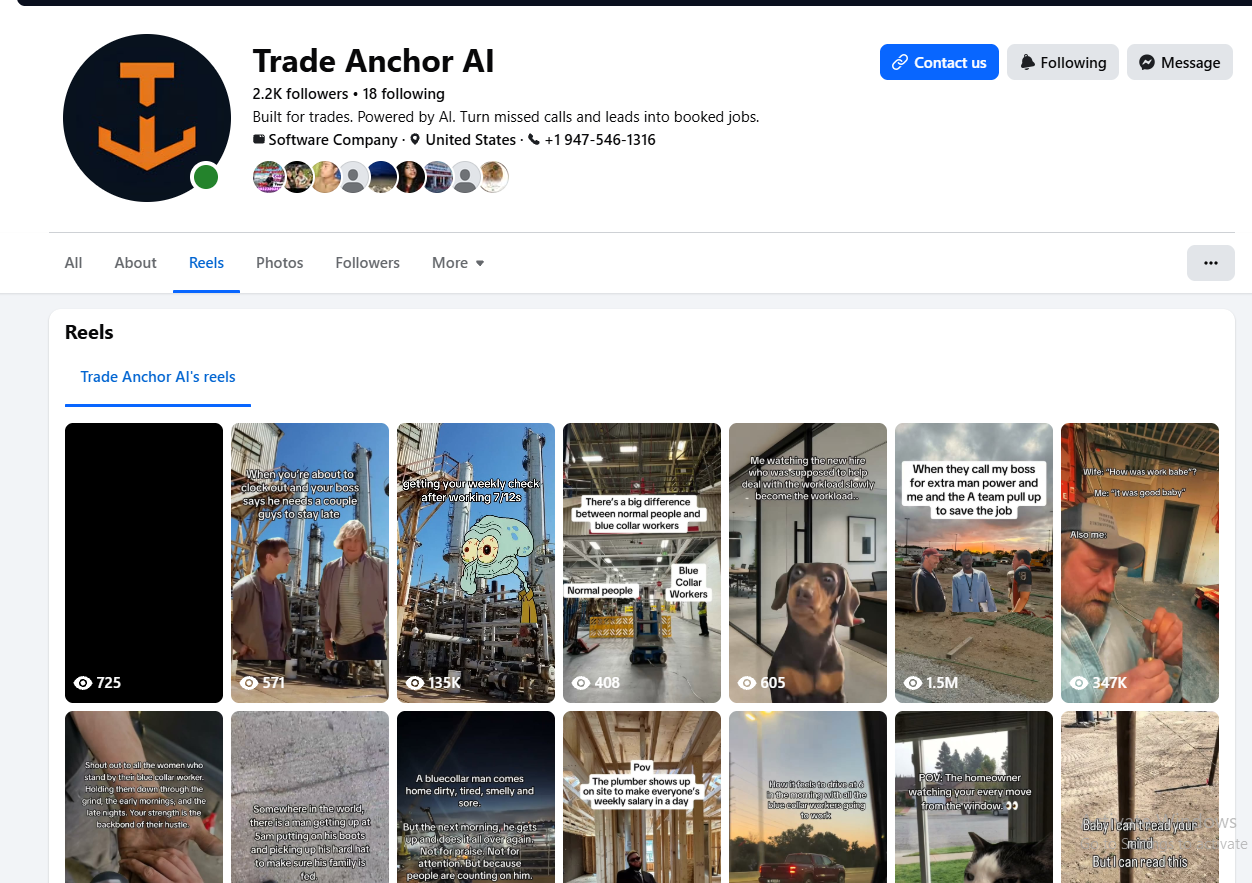 Trade Anchor AI
Contact us
Following
Message
2.2K followers • 18 following
Built for trades. Powered by AI. Turn missed calls and leads into booked jobs.
Software Company · United States · +1 947-546-1316
All
About
Reels
Photos
Followers
More
Reels
Trade Anchor AI's reels
725
When you're about to
clock out and your boss
says he needs a couple
guys to stay late
571
getting your weekly check
after working 7/12s
135K
There's a big difference
between normal people and
blue collar workers
Normal people
Blue
Collar
Workers
408
Me watching the new hire
who was supposed to help
deal with the workload slowly
become the workload..
605
When they call my boss
for extra man power and
me and the A team pull up
to save the job
1.5M
Wife: "How was work babe"?
Me: "it was good baby"
Also me:
347K
Shout out to all the women who
stand by their blue collar worker.
Holding them down through the
grind, the early mornings, and the
late nights. Your strength is the
backbond of their hustle.
Somewhere in the world,
there is a man getting up at
5am putting on his boots
and picking up his hard hat
to make sure his family is
fed.
A bluecollar man comes
home dirty, tired, smelly and
sore.
But the next morning, he gets
up and does it all over again.
Not for praise. Not for
attention. But because
people are counting on him.
Pov
The plumber shows up
on site to make everyone's
weekly salary in a day
How it feels to drive at 6
in the morning with all the
blue collar workers going
to work
POV: The homeowner
watching your every move
from the window. 👀
Baby I can't read your
mind
But I can read this